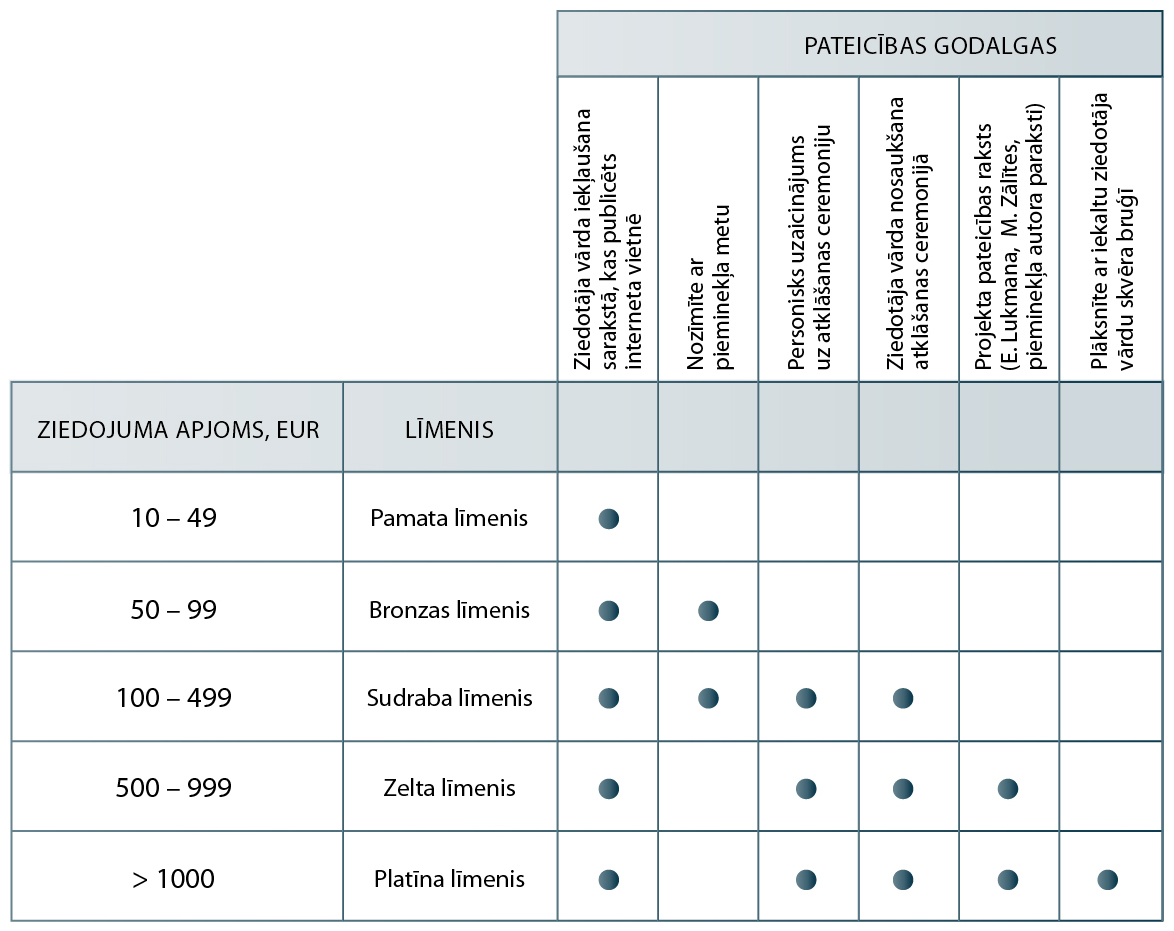 PATEICĪBAS GODALGAS
Ziedotāja vārda iekļaušana
sarakstā, kas publicēts
interneta vietnē
Nozīmīte ar
pieminekļa metu
Personisks uzaicinājums
uz atklāšanas ceremoniju
Ziedotāja vārda nosaukšana
atklāšanas ceremonijā
Projekta pateicības raksts
(E. Lukmana, M. Zālītes,
pieminekļa autora paraksti)
Plāksnīte ar iekaltu ziedotāja
vārdu skvēra bruģī
ZIEDOJUMA APJOMS, EUR LĪMENIS
10 – 49 Pamata līmenis
50 – 99 Bronzas līmenis
100 – 499 Sudraba līmenis
500 – 999 Zelta līmenis
> 1000 Platīna līmenis